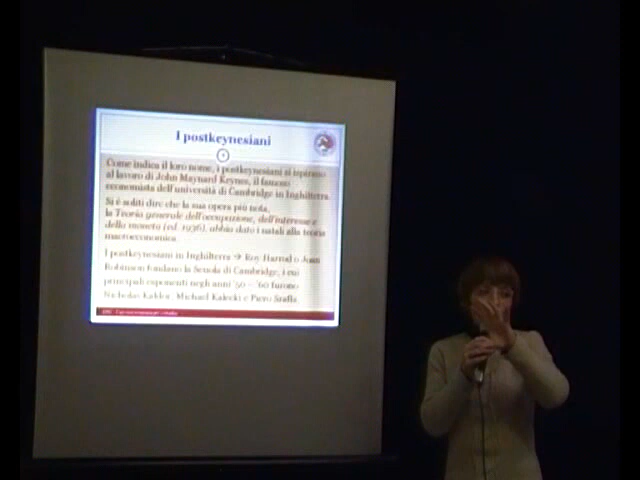 I postkeynesiani
Come indica il loro nome, i postkeynesiani si ispirano
al lavoro di John Maynard Keynes, il famoso
economista dell'università di Cambridge in Inghilterra.
Si è soliti dire che la sua opera più nota,
la Teoria generale dell'occupazione, dell'interesse e
della moneta (ed. 1936), abbia dato i natali alla teoria
macroeconomica.
I postkeynesiani in Inghilterra → Roy Harrod o Joan
Robinson fondano la Scuola di Cambridge, i cui
principali esponenti negli anni '50 – '60 furono
Nicholas Kaldor, Michael Kalecki e Piero Sraffa